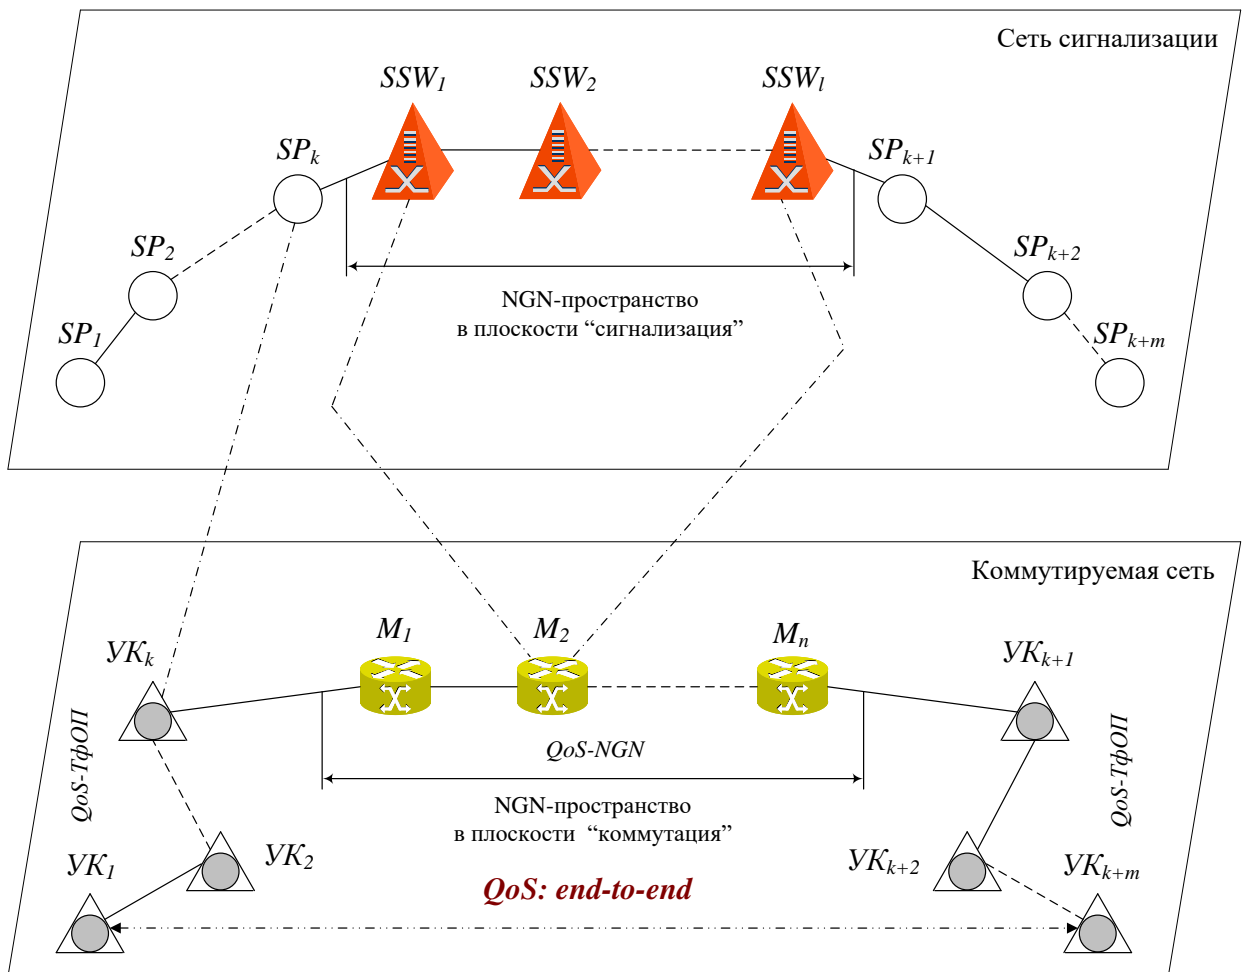 Сеть сигнализации
SSW1
SSW2
SSWl
SPk
SPk+1
SP2
SPk+2
NGN-пространство
в плоскости “сигнализация”
SP1
SPk+m
Коммутируемая сеть
M1
M2
Mn
УКk
УКk+1
QoS-ТфОП
QoS-NGN
QoS-ТфОП
NGN-пространство
в плоскости “коммутация”
УК1
УК2
УКk+2
УКk+m
QoS: end-to-end